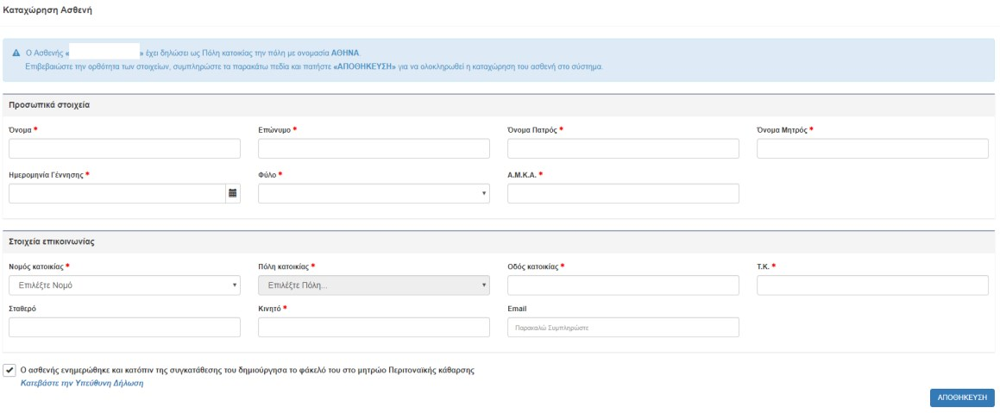 Καταχώρηση Ασθενή
Ο Ασθενής « » έχει δηλώσει ως Πόλη κατοικίας την πόλη με ονομασία ΑΘΗΝΑ.
Επιβεβαιώστε την ορθότητα των στοιχείων, συμπληρώστε τα παρακάτω πεδία και πατήστε «ΑΠΟΘΗΚΕΥΣΗ» για να ολοκληρωθεί η καταχώρηση του ασθενή στο σύστημα.
Προσωπικά στοιχεία
Όνομα * Επώνυμο * Όνομα Πατρός * Όνομα Μητρός *
Ημερομηνία Γέννησης * Φύλο * Α.Μ.Κ.Α. *
Στοιχεία επικοινωνίας
Νομός κατοικίας * Πόλη κατοικίας * Οδός κατοικίας * Τ.Κ. *
Επιλέξτε Νομό Επιλέξτε Πόλη...
Σταθερό Κινητό * Email
Παρακαλώ Συμπληρώστε
Ο ασθενής ενημερώθηκε και κατόπιν της συγκατάθεσης του δημιούργησα το φάκελό του στο μητρώο Περιτοναϊκής κάθαρσης
Κατεβάστε την Υπεύθυνη Δήλωση
ΑΠΟΘΗΚΕΥΣΗ